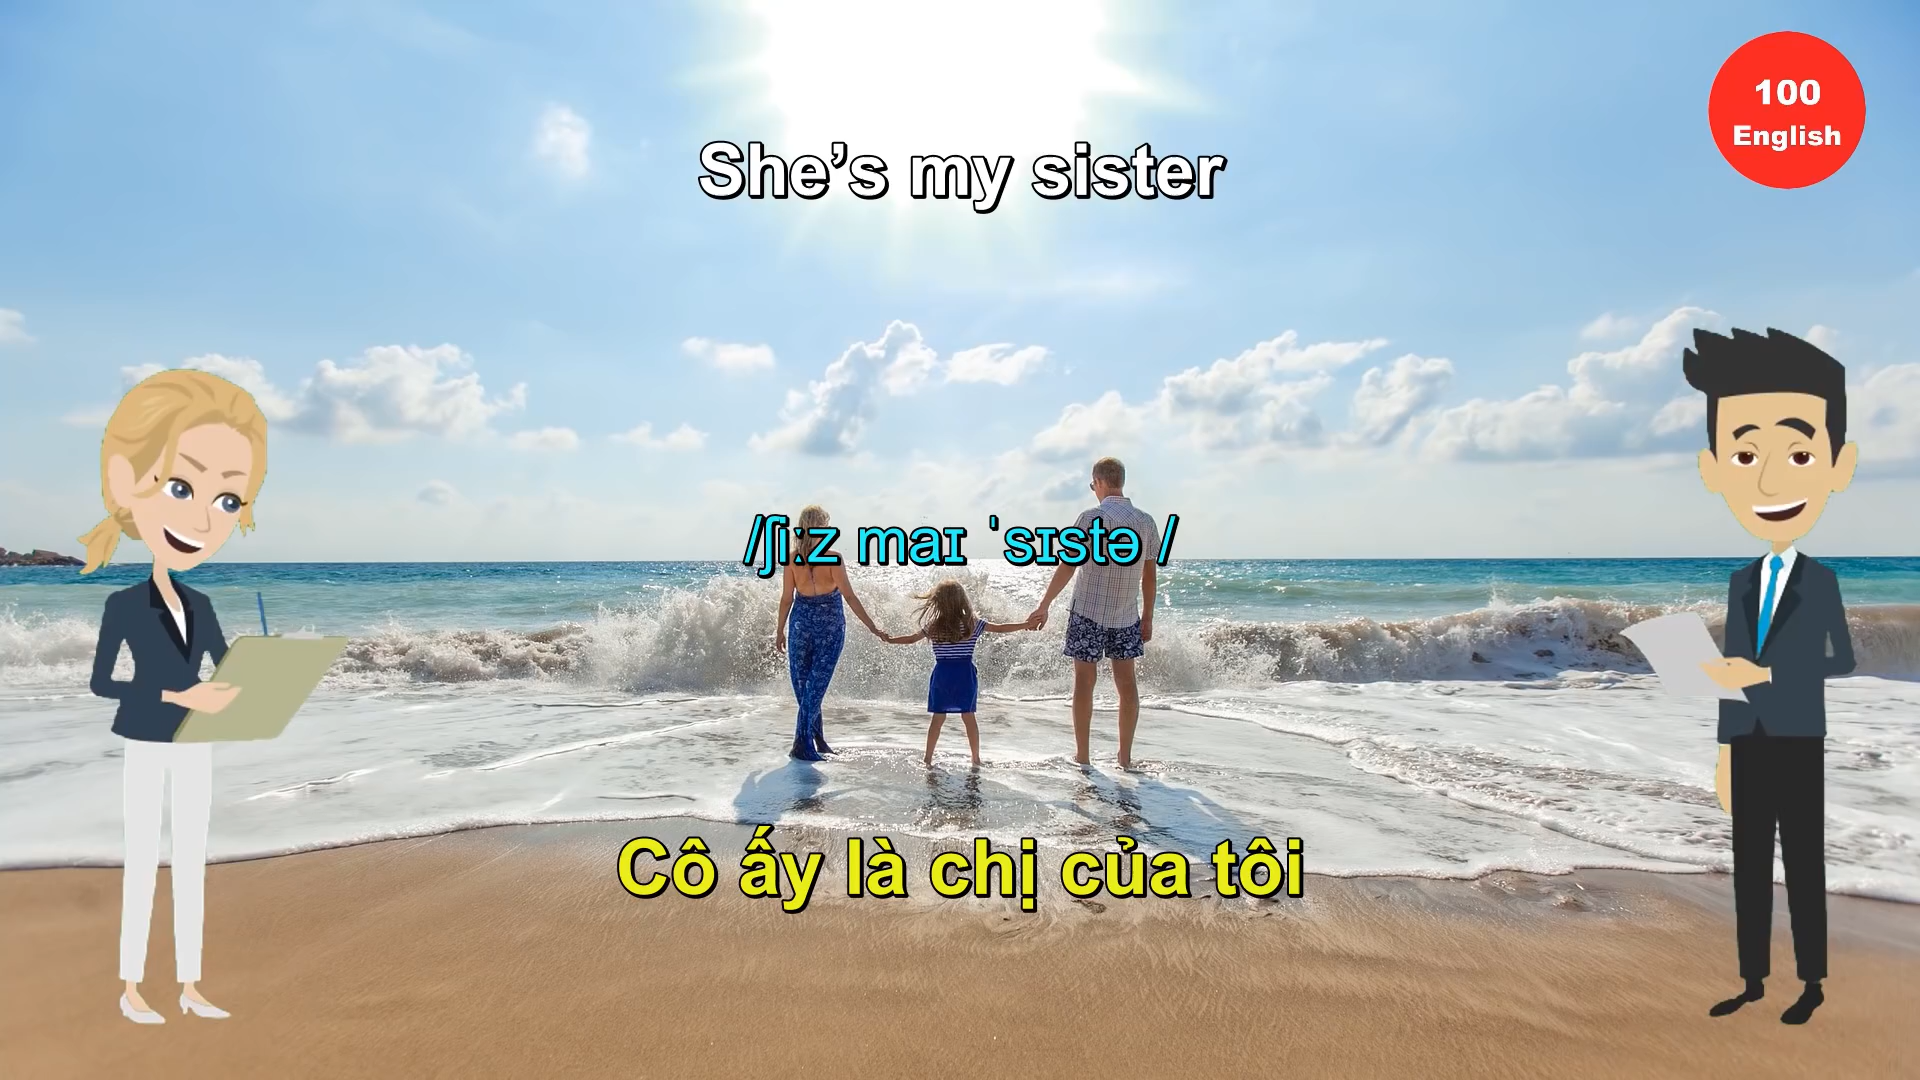 100
English
She’s my sister
/ʃiːz maɪ ˈsɪstə /
Cô ấy là chị của tôi